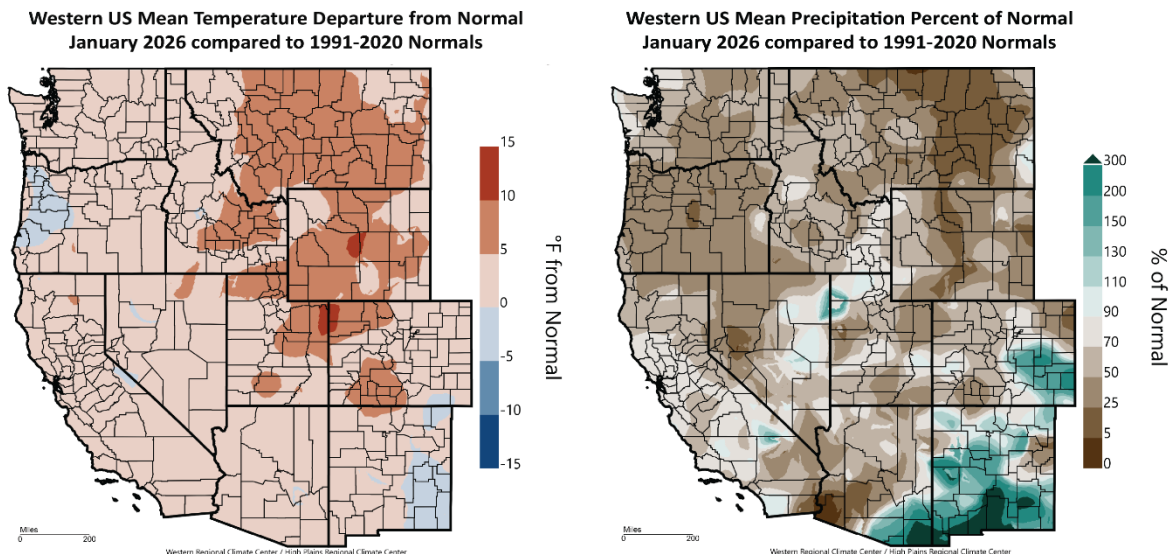 Western US Mean Temperature Departure from Normal
January 2026 compared to 1991-2020 Normals
15
10
5
0
-5
-10
-15
°F from Normal
Miles
0 200
Western Regional Climate Center / High Plains Regional Climate Center
Western US Mean Precipitation Percent of Normal
January 2026 compared to 1991-2020 Normals
300
200
150
130
110
90
70
50
25
5
0
% of Normal
Miles
0 200
Western Regional Climate Center / High Plains Regional Climate Center